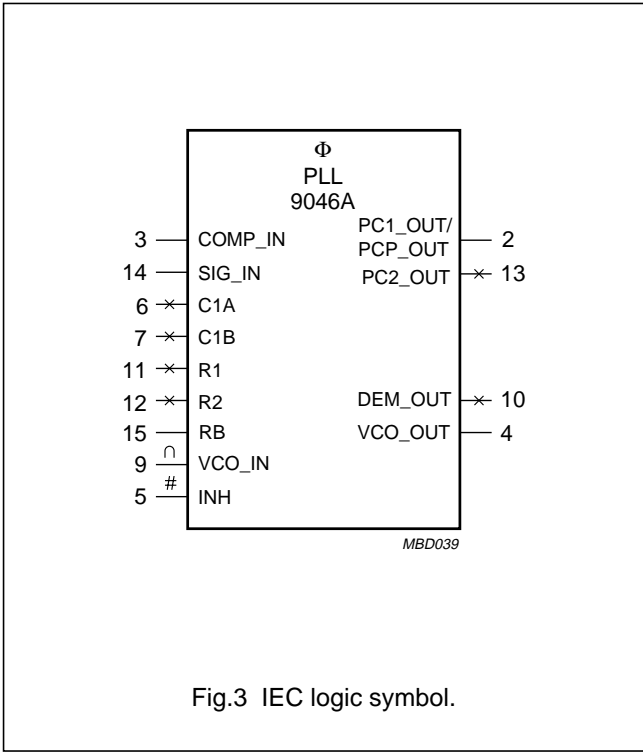 Φ
PLL
9046A
3 COMP_IN
14 SIG_IN
6 C1A
7 C1B
11 R1
12 R2
15 RB
9 ∩ VCO_IN
5 # INH
PC1_OUT/
PCP_OUT 2
PC2_OUT 13
DEM_OUT 10
VCO_OUT 4
MBD039
Fig.3 IEC logic symbol.